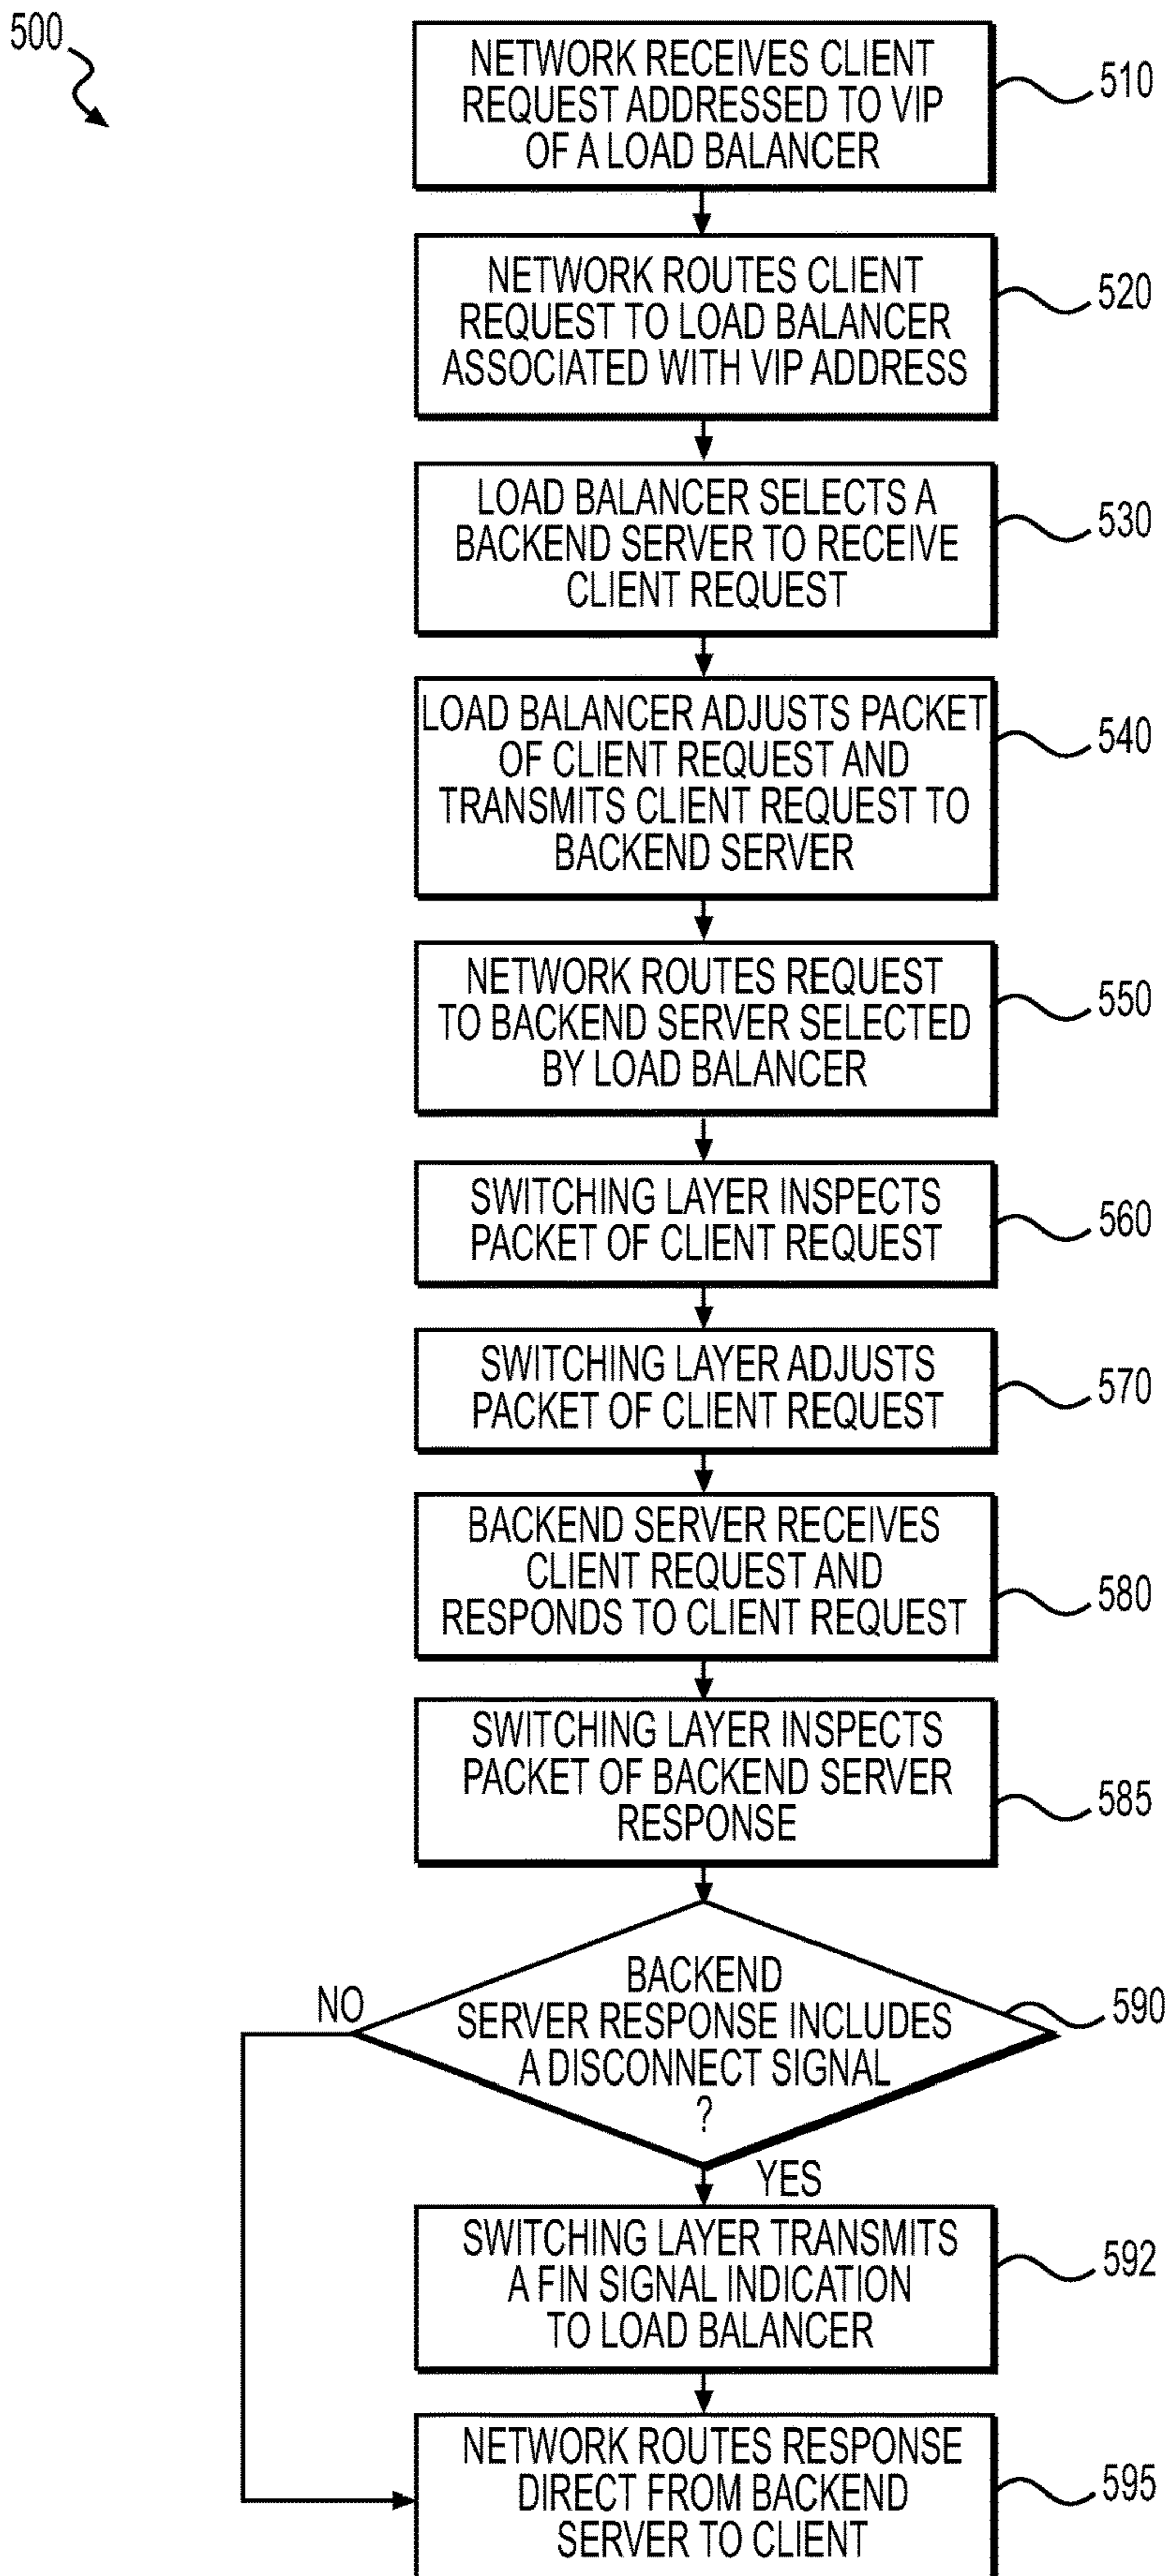 500
NETWORK RECEIVES CLIENT
REQUEST ADDRESSED TO VIP
OF A LOAD BALANCER
510
NETWORK ROUTES CLIENT
REQUEST TO LOAD BALANCER
ASSOCIATED WITH VIP ADDRESS
520
LOAD BALANCER SELECTS A
BACKEND SERVER TO RECEIVE
CLIENT REQUEST
530
LOAD BALANCER ADJUSTS PACKET
OF CLIENT REQUEST AND
TRANSMITS CLIENT REQUEST TO
BACKEND SERVER
540
NETWORK ROUTES REQUEST
TO BACKEND SERVER SELECTED
BY LOAD BALANCER
550
SWITCHING LAYER INSPECTS
PACKET OF CLIENT REQUEST
560
SWITCHING LAYER ADJUSTS
PACKET OF CLIENT REQUEST
570
BACKEND SERVER RECEIVES
CLIENT REQUEST AND
RESPONDS TO CLIENT REQUEST
580
SWITCHING LAYER INSPECTS
PACKET OF BACKEND SERVER
RESPONSE
585
BACKEND
SERVER RESPONSE INCLUDES
A DISCONNECT SIGNAL
?
590
NO
YES
SWITCHING LAYER TRANSMITS
A FIN SIGNAL INDICATION
TO LOAD BALANCER
592
NETWORK ROUTES RESPONSE
DIRECT FROM BACKEND
SERVER TO CLIENT
595